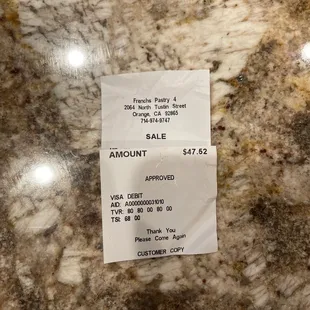 Frenchs Pastry 4
2064 North Tustin Street
Orange, CA 92865
714-974-9747
SALE
AMOUNT $47.52
APPROVED
VISA DEBIT
AID: A0000000031010
TVR: 80 80 00 80 00
TSI: 68 00
Thank You
Please Come Again
CUSTOMER COPY